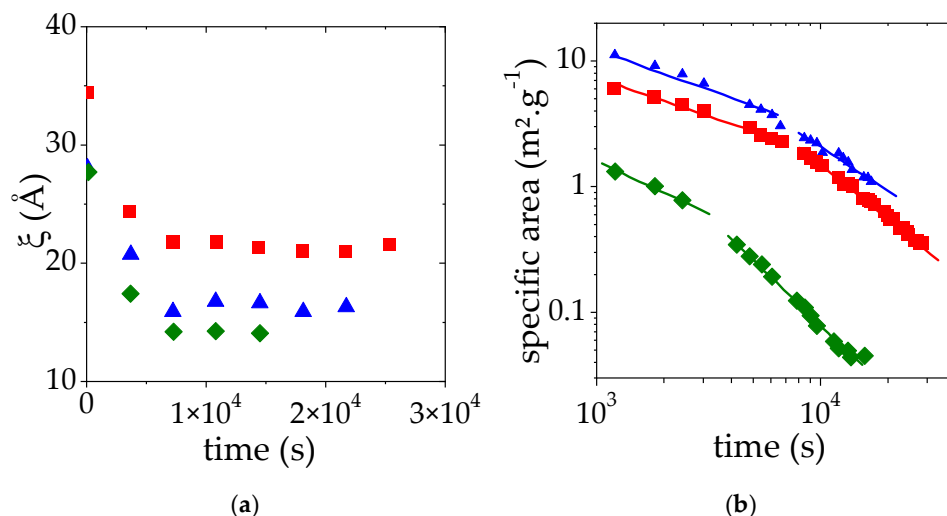 40
30
20
10
ξ (Å)
0
1×10⁴
2×10⁴
3×10⁴
time (s)
(a)
10
1
0.1
specific area (m².g⁻¹)
10³
10⁴
time (s)
(b)